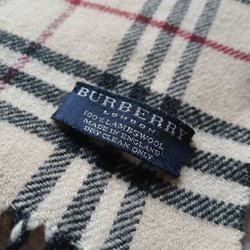 BURBERRY
LONDON
100% LAMBSWOOL
MADE IN ENGLAND
DRY CLEAN ONLY